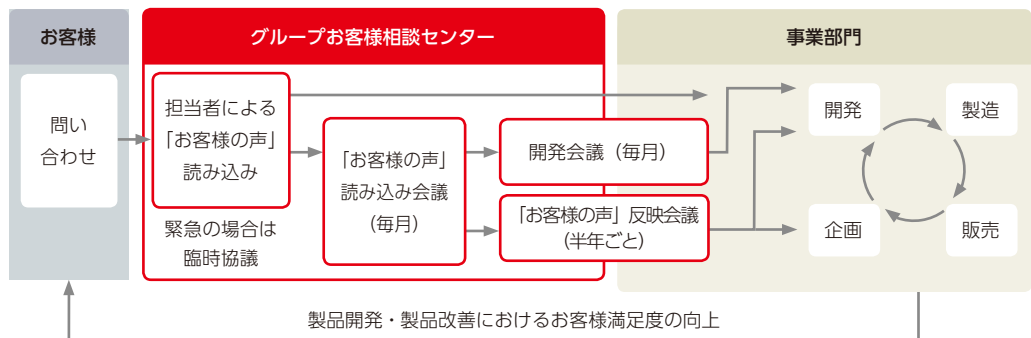 お客様
グループお客様相談センター
事業部門
問い
合わせ
担当者による
「お客様の声」
読み込み
緊急の場合は
臨時協議
「お客様の声」
読み込み会議
(毎月)
開発会議（毎月）
「お客様の声」反映会議
(半年ごと)
開発
製造
企画
販売
製品開発・製品改善におけるお客様満足度の向上